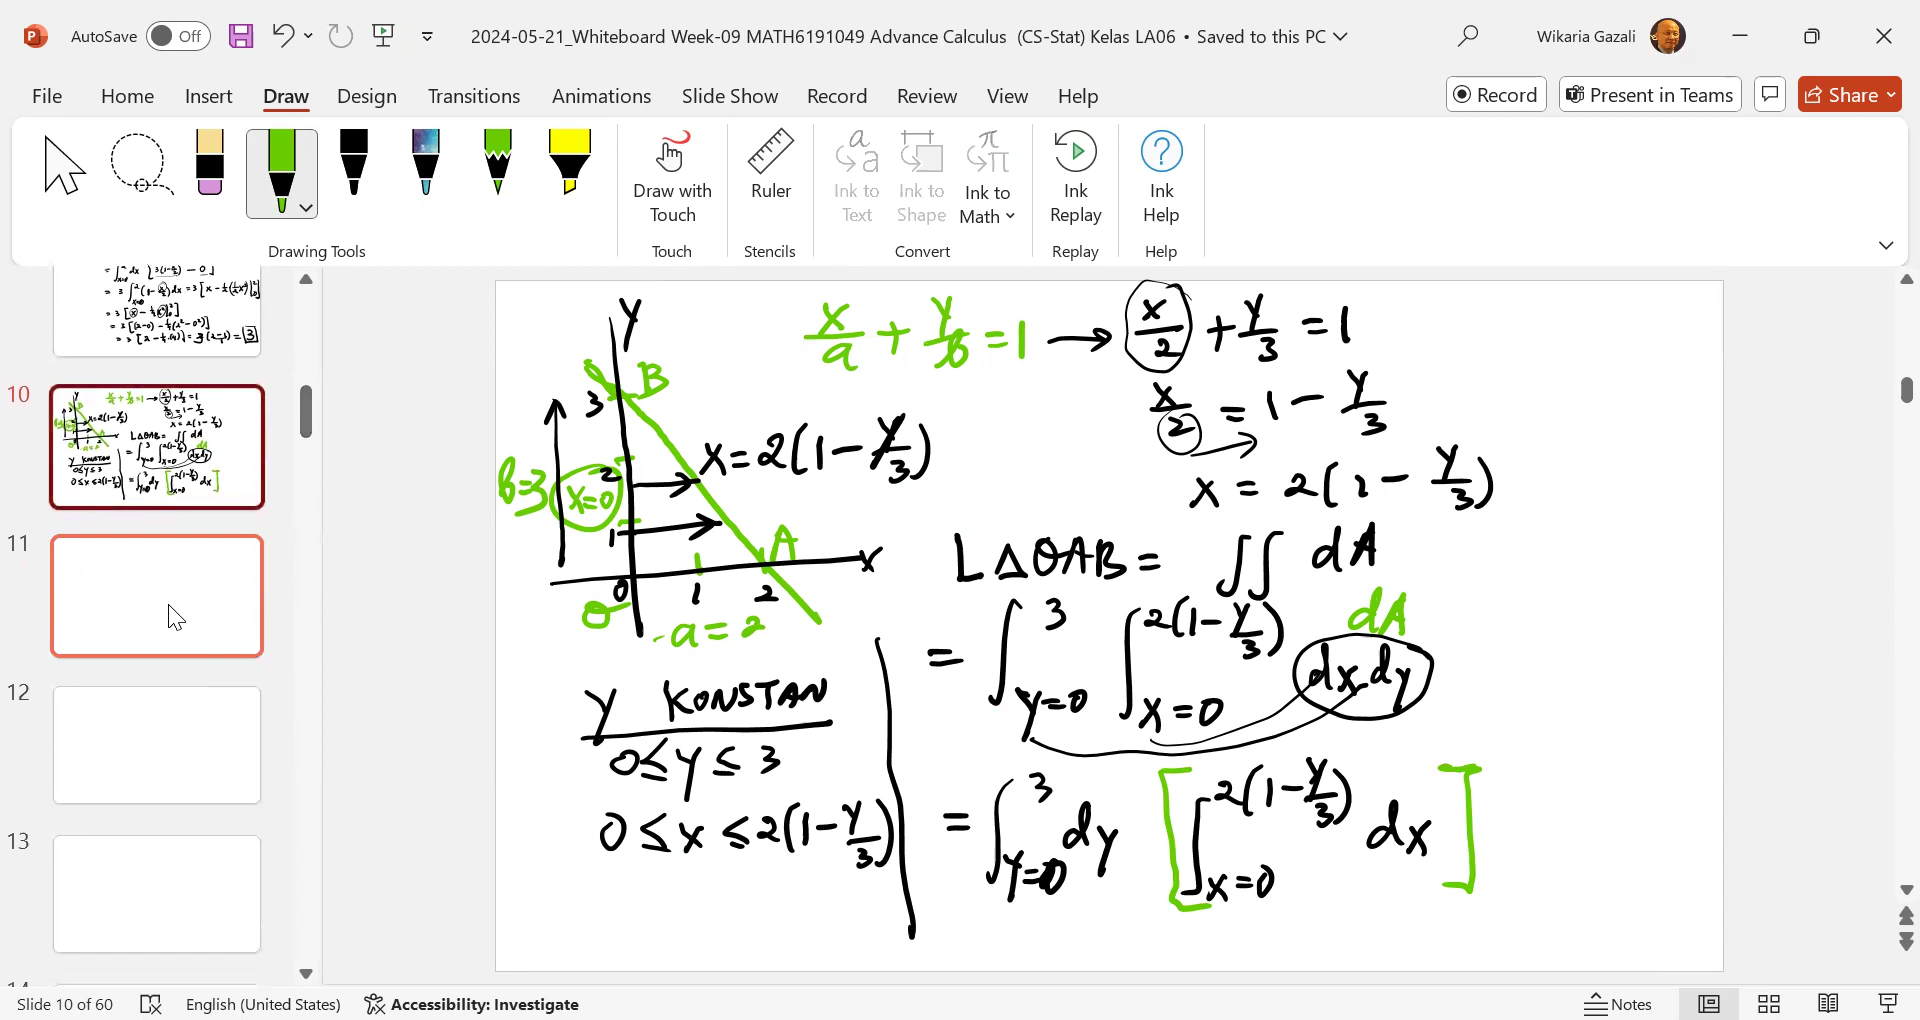 AutoSave Off
2024-05-21_Whiteboard Week-09 MATH6191049 Advance Calculus (CS-Stat) Kelas LA06 • Saved to this PC
Wikaria Gazali
File Home Insert Draw Design Transitions Animations Slide Show Record Review View Help
Record Present in Teams Share
Draw with Touch
Ruler
Ink to Text
Ink to Shape
Ink to Math
Ink Replay
Ink Help
Drawing Tools Touch Stencils Convert Replay Help
10
11
12
13
y
x/a + y/b = 1 → x/2 + y/3 = 1
B
3
x/2 = 1 - y/3
x = 2(1 - y/3)
b=3
x=0
2
x = 2(1 - y/3)
1
A
x
0 1 2
O
a = 2
L△OAB = ∫∫ dA
= ∫_{y=0}^{3} ∫_{x=0}^{2(1-y/3)} dx dy
dA
y KONSTAN
0 ≤ y ≤ 3
0 ≤ x ≤ 2(1 - y/3)
= ∫_{y=0}^{3} dy [ ∫_{x=0}^{2(1-y/3)} dx ]
Slide 10 of 60 English (United States) Accessibility: Investigate Notes